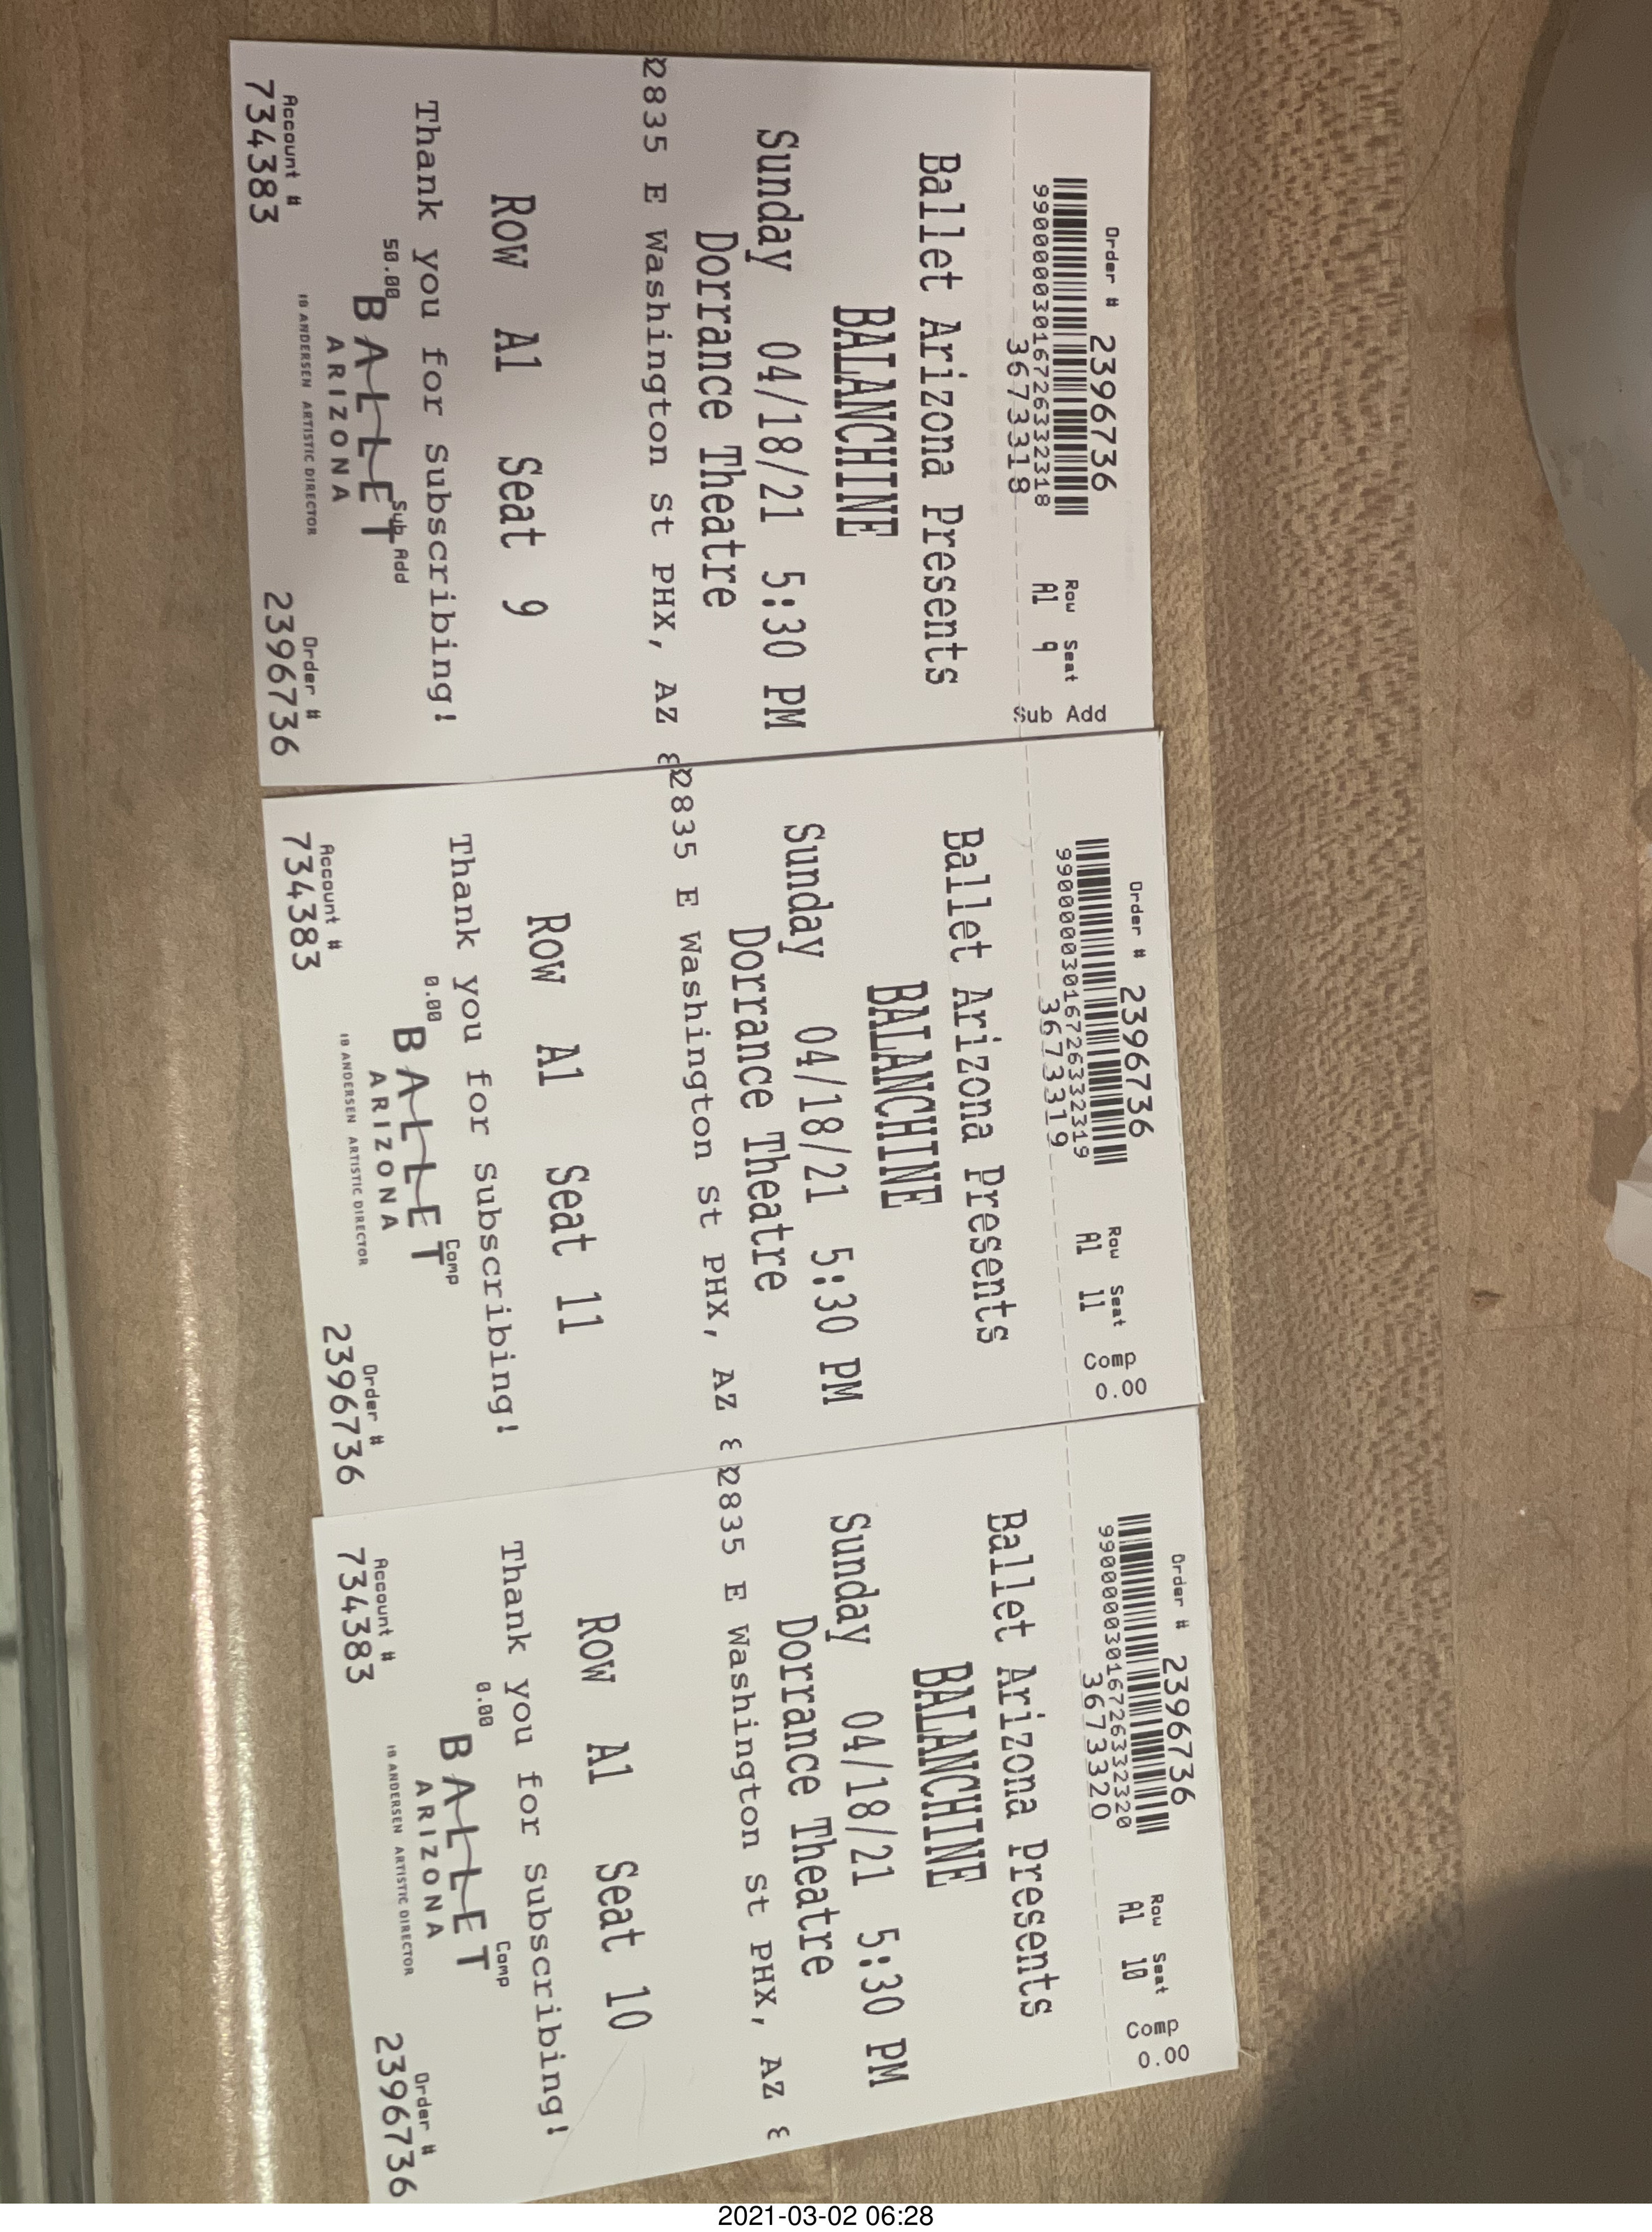 Order # 2396736
9900000030167263323​18
3673318
Row Seat
A1 9
Sub Add
Ballet Arizona Presents
BALANCHINE
Sunday 04/18/21 5:30 PM
Dorrance Theatre
2835 E Washington St PHX, AZ
Row A1 Seat 9
Thank you for Subscribing!
50.00 Sub Add
BALLET
ARIZONA
IB ANDERSEN ARTISTIC DIRECTOR
Account # Order #
734383 2396736
Order # 2396736
990000003016726332319
3673319
Row Seat
A1 11
Comp
0.00
Ballet Arizona Presents
BALANCHINE
Sunday 04/18/21 5:30 PM
Dorrance Theatre
2835 E Washington St PHX, AZ
Row A1 Seat 11
Thank you for Subscribing!
0.00 Comp
BALLET
ARIZONA
IB ANDERSEN ARTISTIC DIRECTOR
Account # Order #
734383 2396736
Order # 2396736
990000003016726332320
3673320
Row Seat
A1 10
Comp
0.00
Ballet Arizona Presents
BALANCHINE
Sunday 04/18/21 5:30 PM
Dorrance Theatre
2835 E Washington St PHX, AZ
Row A1 Seat 10
Thank you for Subscribing!
0.00 Comp
BALLET
ARIZONA
IB ANDERSEN ARTISTIC DIRECTOR
Account # Order #
734383 2396736
2021-03-02 06:28